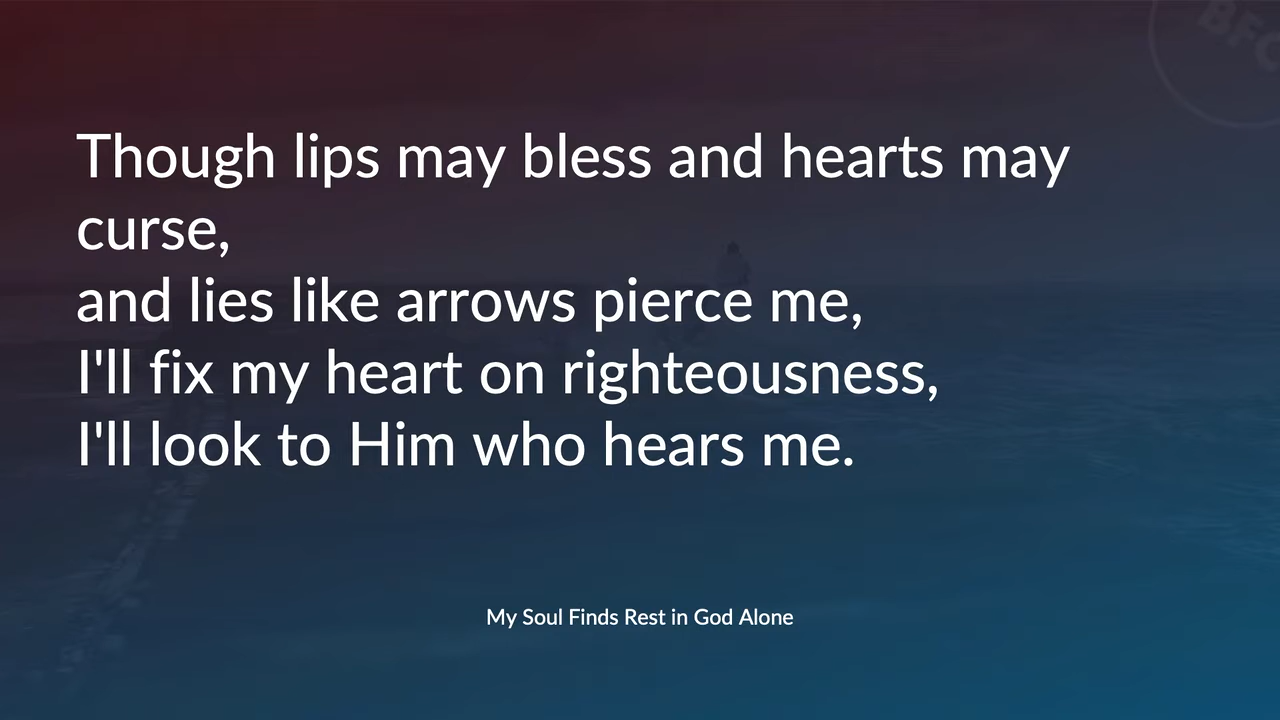 BFC
Though lips may bless and hearts may
curse,
and lies like arrows pierce me,
I'll fix my heart on righteousness,
I'll look to Him who hears me.
My Soul Finds Rest in God Alone